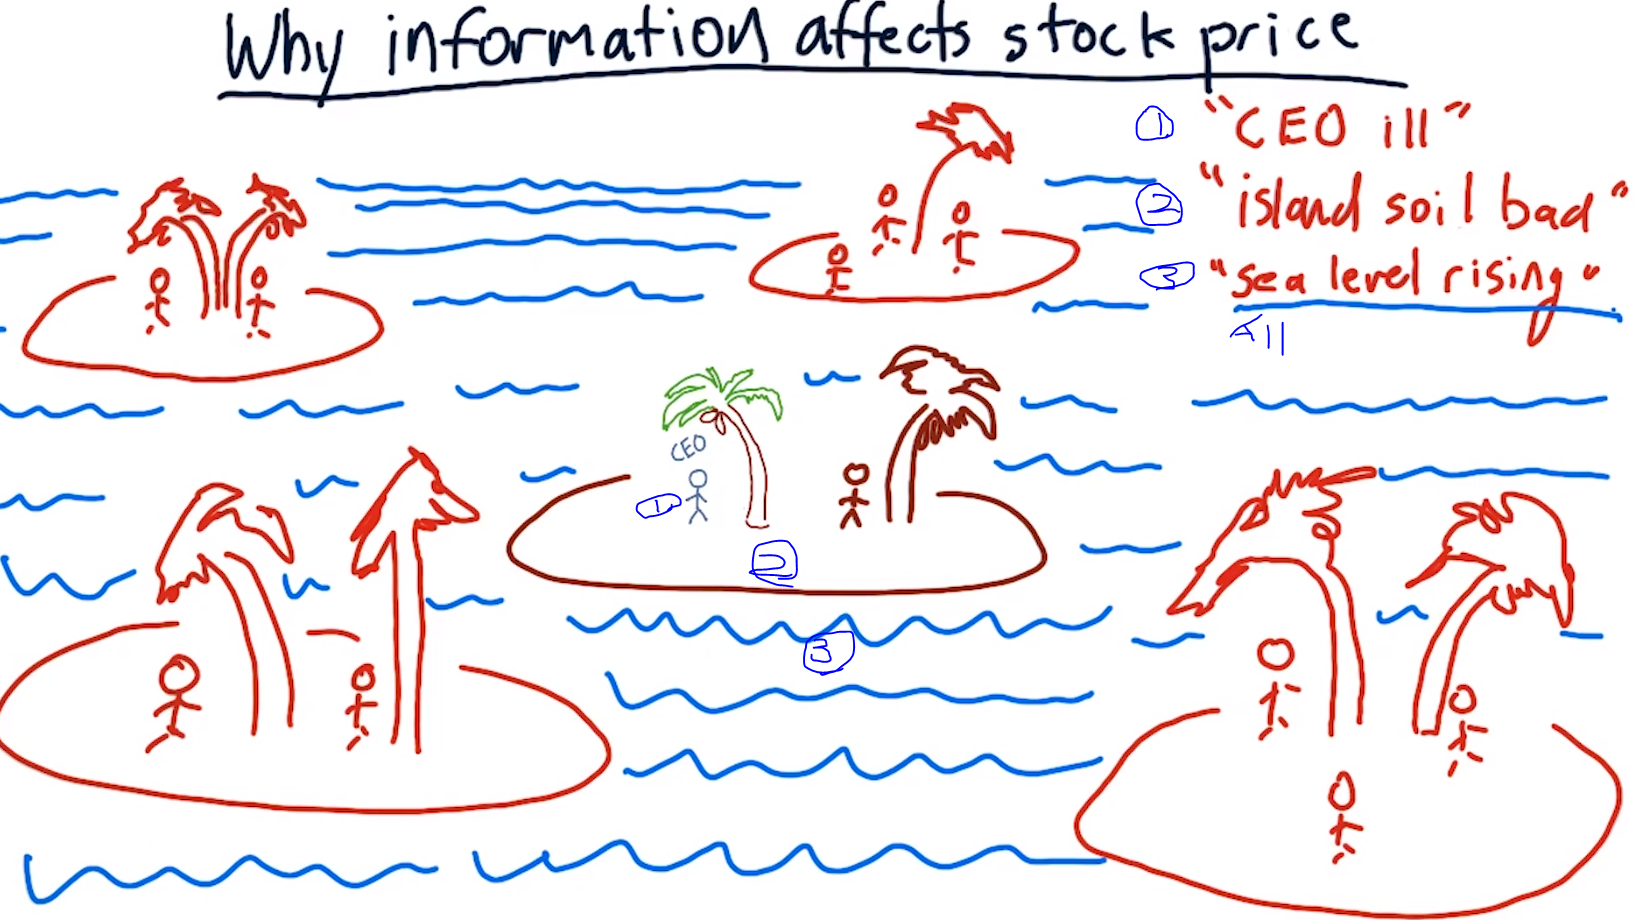 Why information affects stock price
① "CEO ill"
② "island soil bad"
③ "sea level rising"
All
CEO
①
②
③